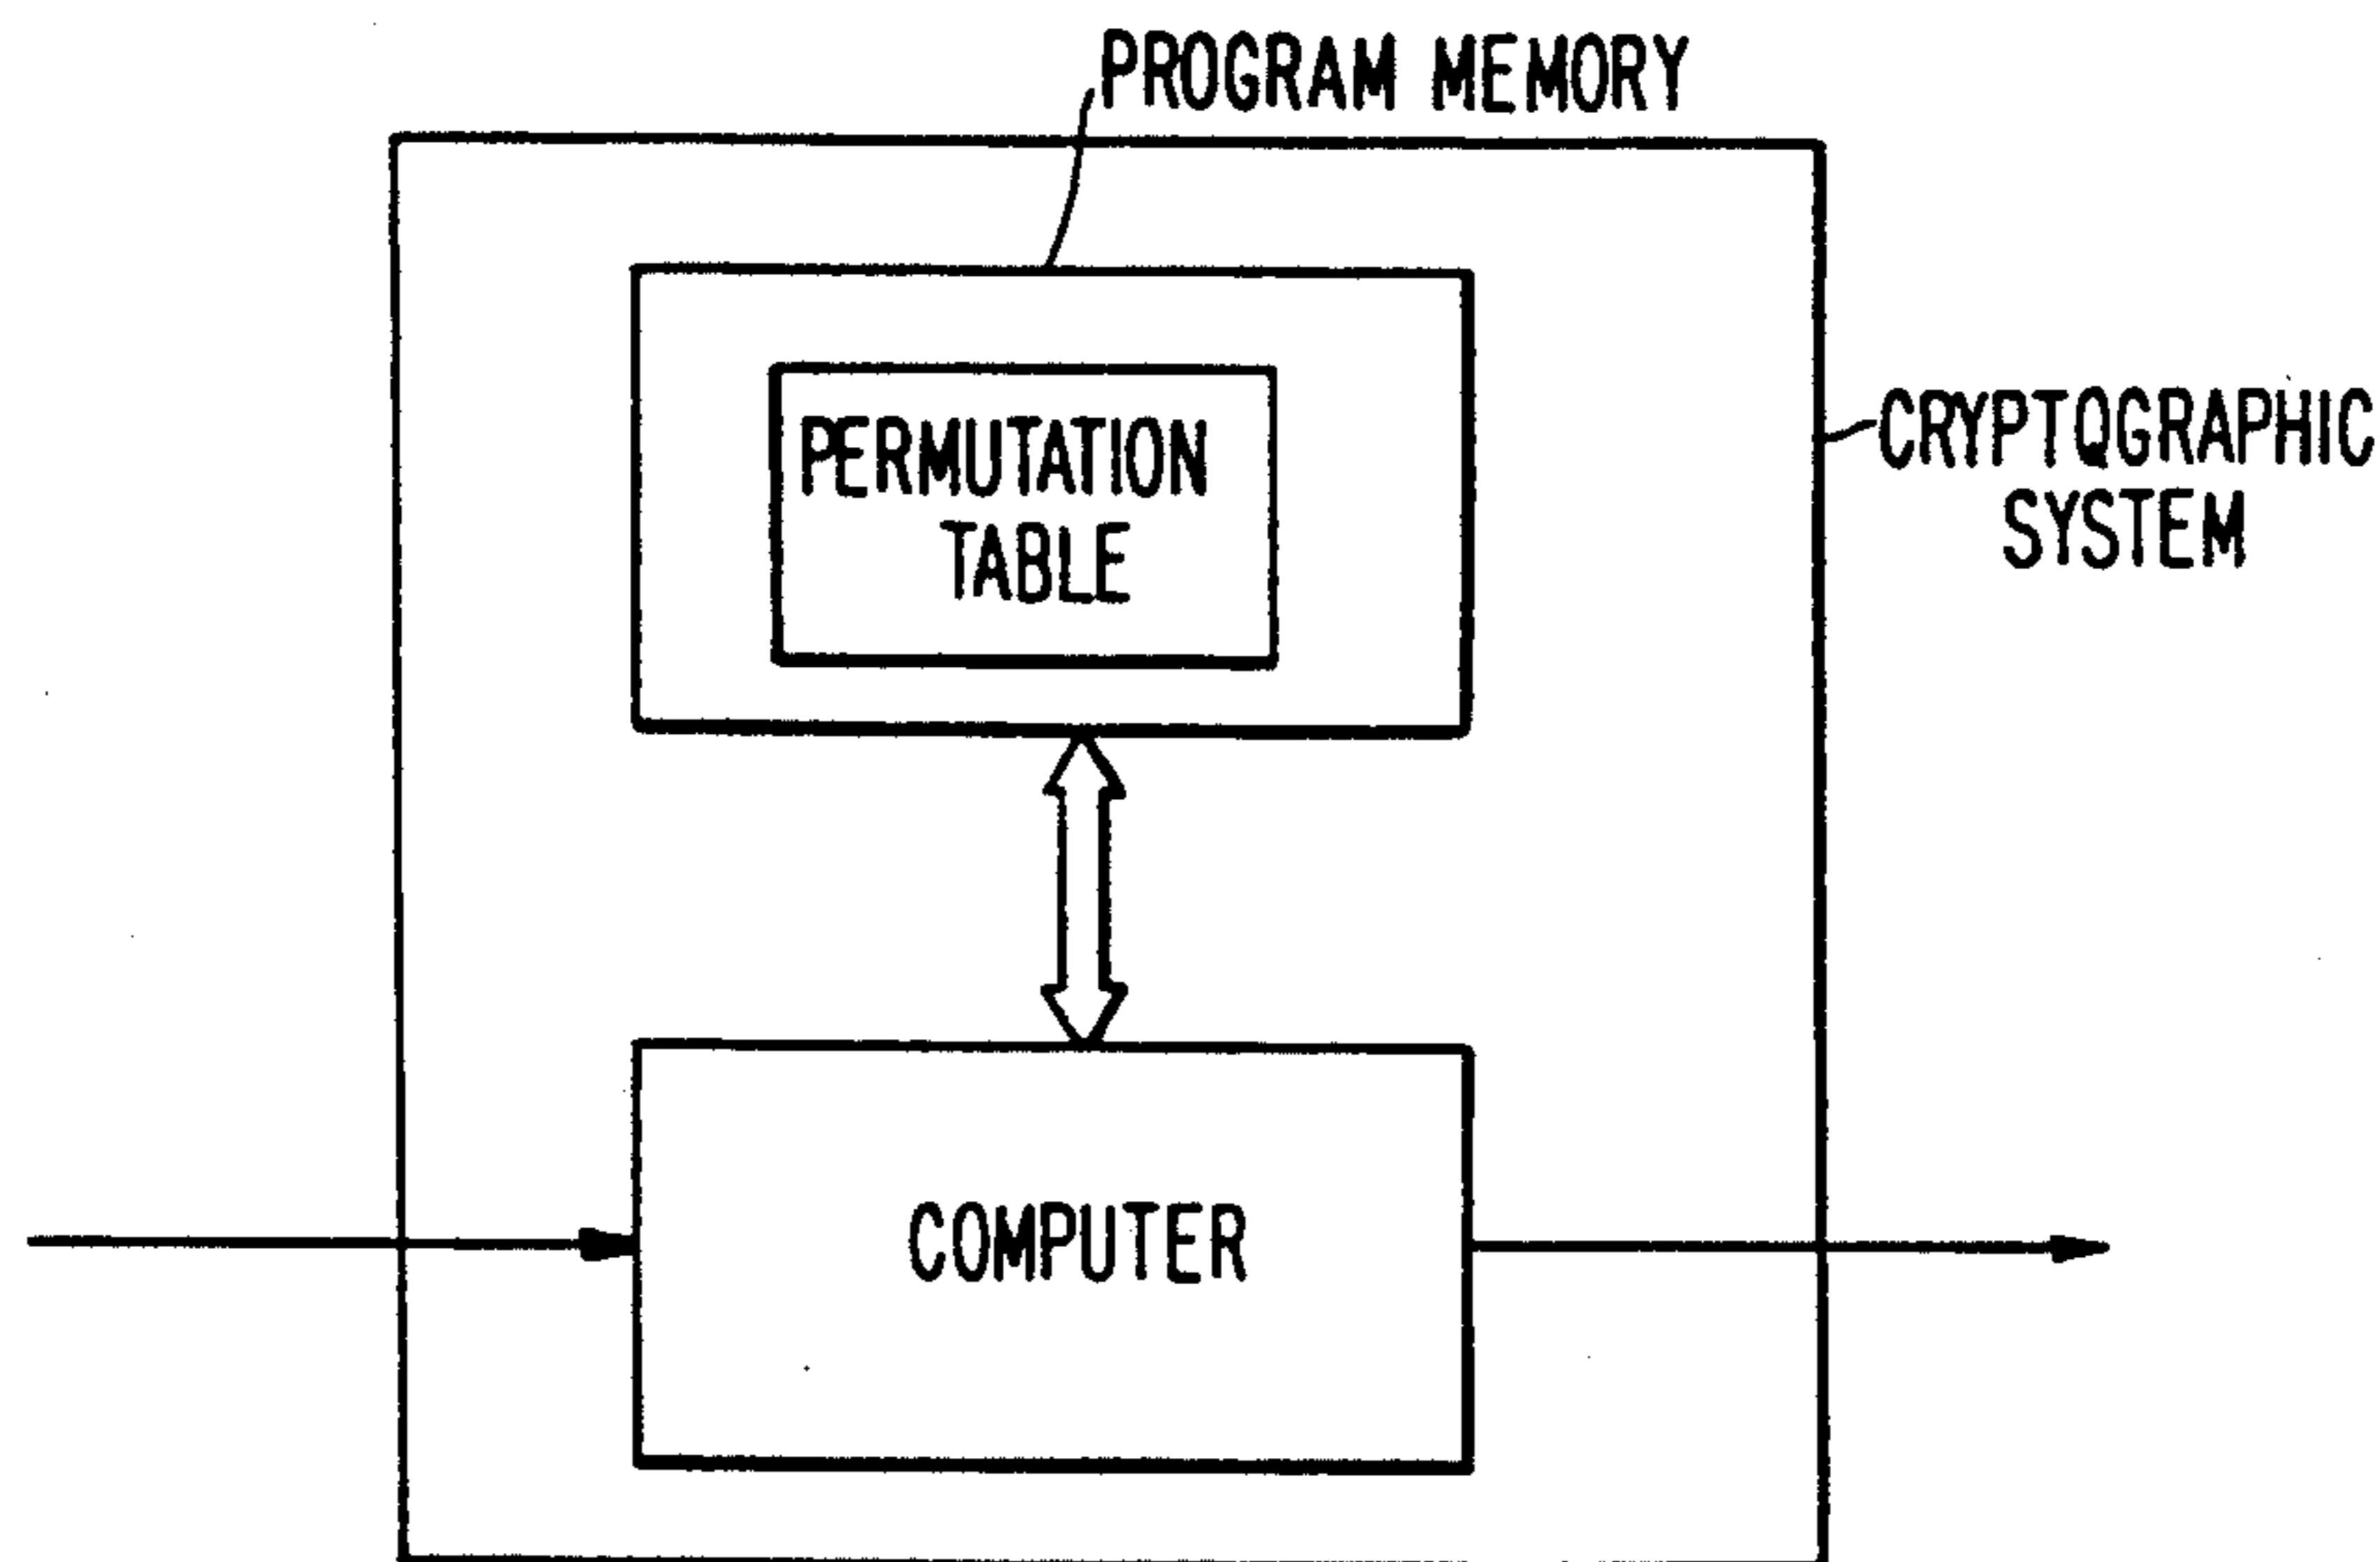 PROGRAM MEMORY
PERMUTATION
TABLE
CRYPTQGRAPHIC
SYSTEM
COMPUTER